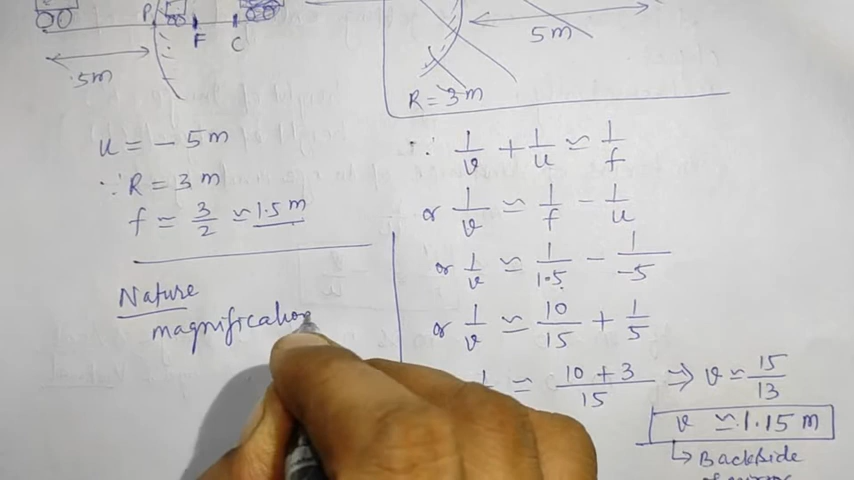 P
F
C
5m
5m
R = 3m
u = - 5m
∵ R = 3m
f = 3/2 = 1.5 m
Nature
magnification
∵ 1/v + 1/u = 1/f
or 1/v = 1/f - 1/u
or 1/v = 1/1.5 - 1/-5
or 1/v = 10/15 + 1/5
= 10 + 3/15 → v = 15/13
v = 1.15 m
Backside